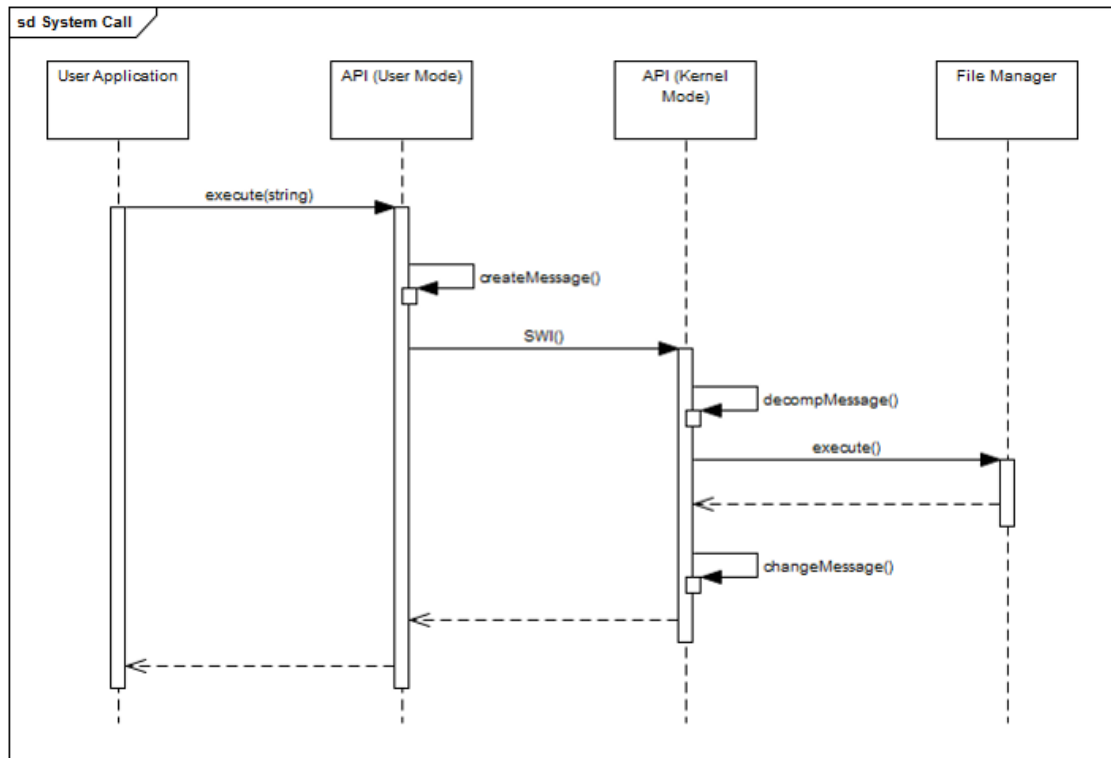 sd System Call
User Application
API (User Mode)
API (Kernel
Mode)
File Manager
execute(string)
createMessage()
SWI()
decompMessage()
execute()
changeMessage()